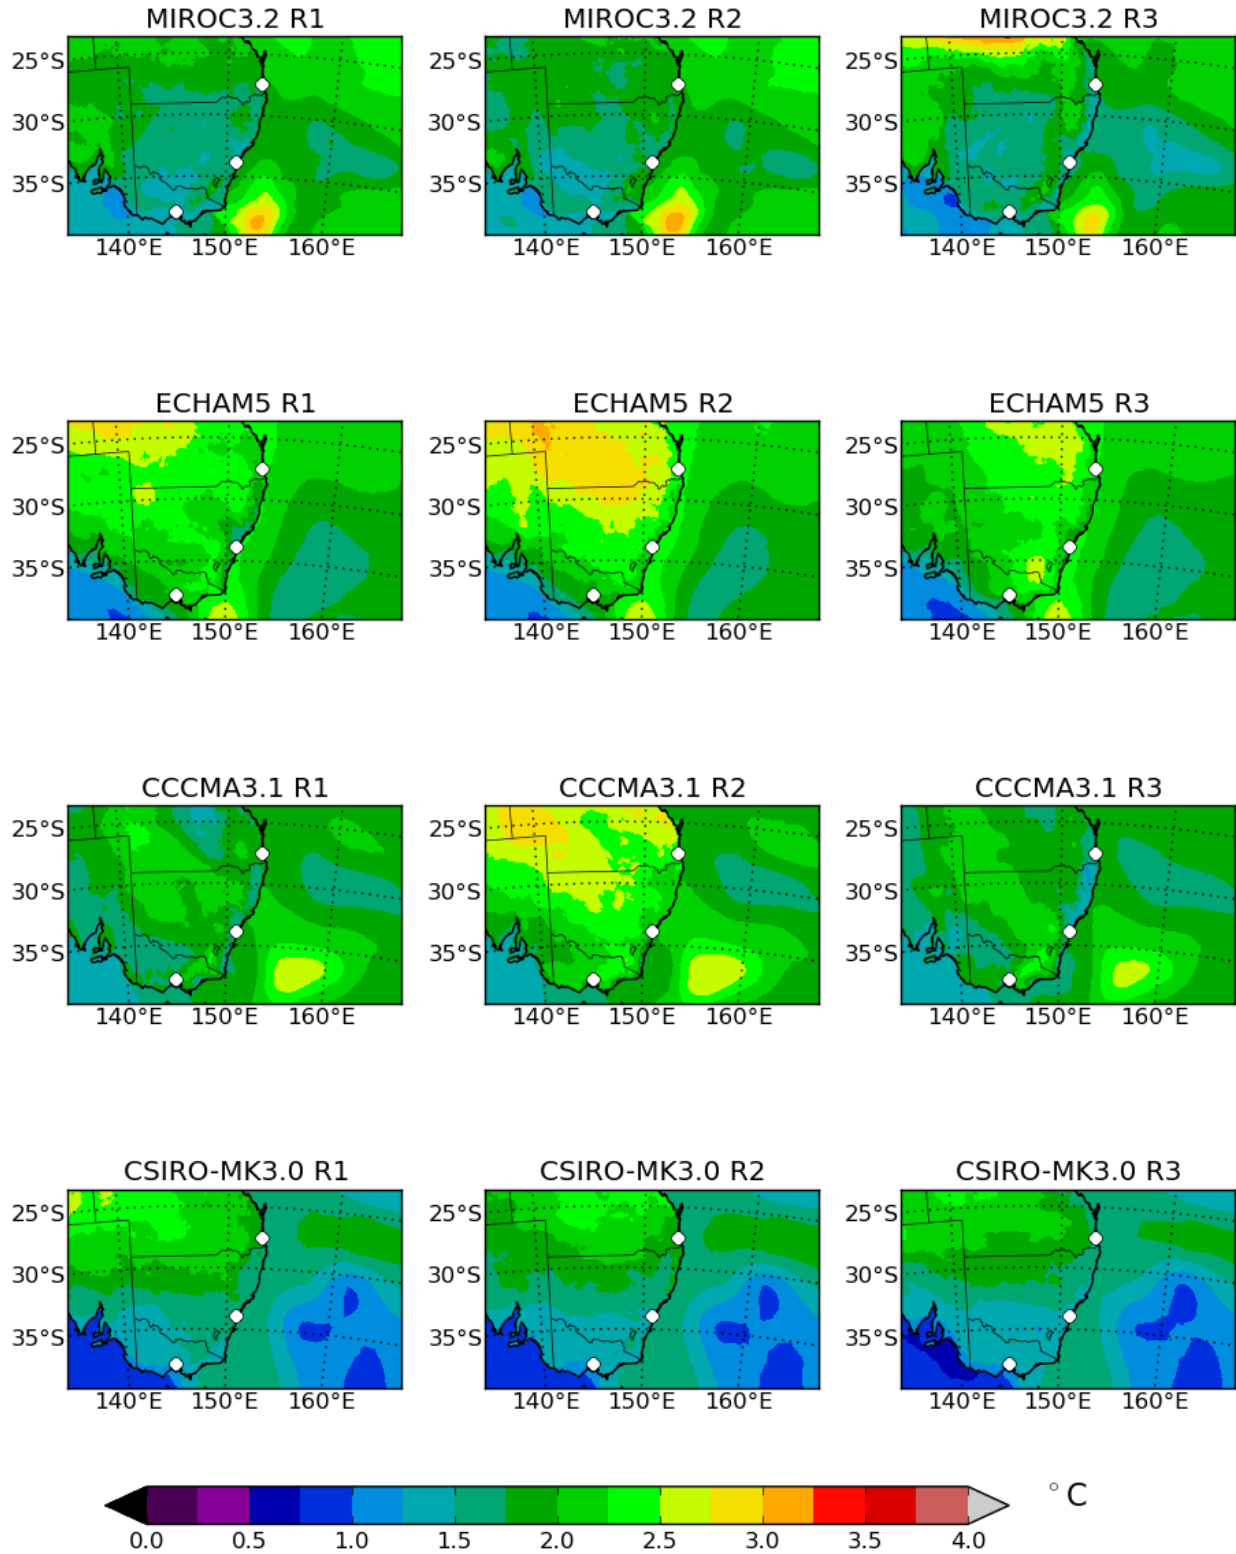 MIROC3.2 R1 MIROC3.2 R2 MIROC3.2 R3
25°S 25°S 25°S
30°S 30°S 30°S
35°S 35°S 35°S
140°E 150°E 160°E 140°E 150°E 160°E 140°E 150°E 160°E
ECHAM5 R1 ECHAM5 R2 ECHAM5 R3
25°S 25°S 25°S
30°S 30°S 30°S
35°S 35°S 35°S
140°E 150°E 160°E 140°E 150°E 160°E 140°E 150°E 160°E
CCCMA3.1 R1 CCCMA3.1 R2 CCCMA3.1 R3
25°S 25°S 25°S
30°S 30°S 30°S
35°S 35°S 35°S
140°E 150°E 160°E 140°E 150°E 160°E 140°E 150°E 160°E
CSIRO-MK3.0 R1 CSIRO-MK3.0 R2 CSIRO-MK3.0 R3
25°S 25°S 25°S
30°S 30°S 30°S
35°S 35°S 35°S
140°E 150°E 160°E 140°E 150°E 160°E 140°E 150°E 160°E
°C
0.0 0.5 1.0 1.5 2.0 2.5 3.0 3.5 4.0